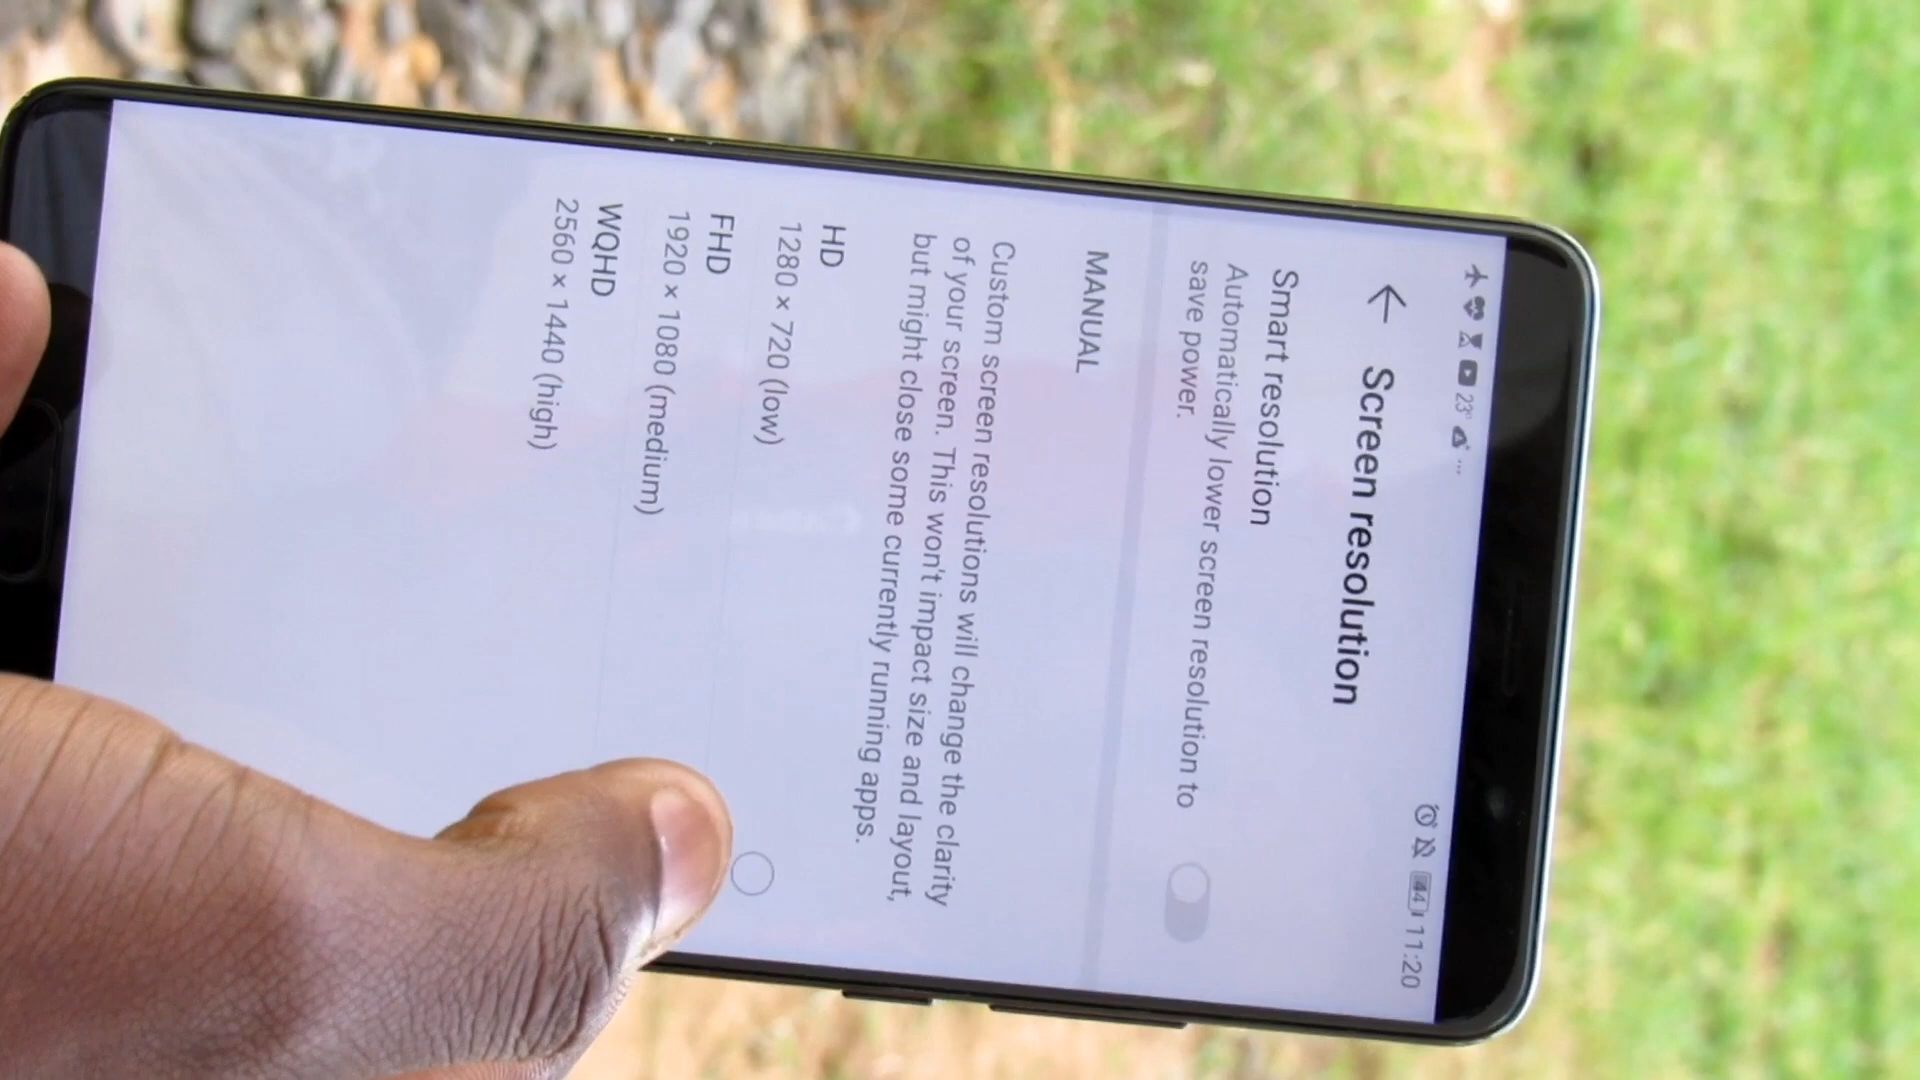 23° ... 44 11:20
Screen resolution
Smart resolution
Automatically lower screen resolution to
save power.
MANUAL
Custom screen resolutions will change the clarity
of your screen. This won't impact size and layout,
but might close some currently running apps.
HD
1280 × 720 (low)
FHD
1920 × 1080 (medium)
WQHD
2560 × 1440 (high)